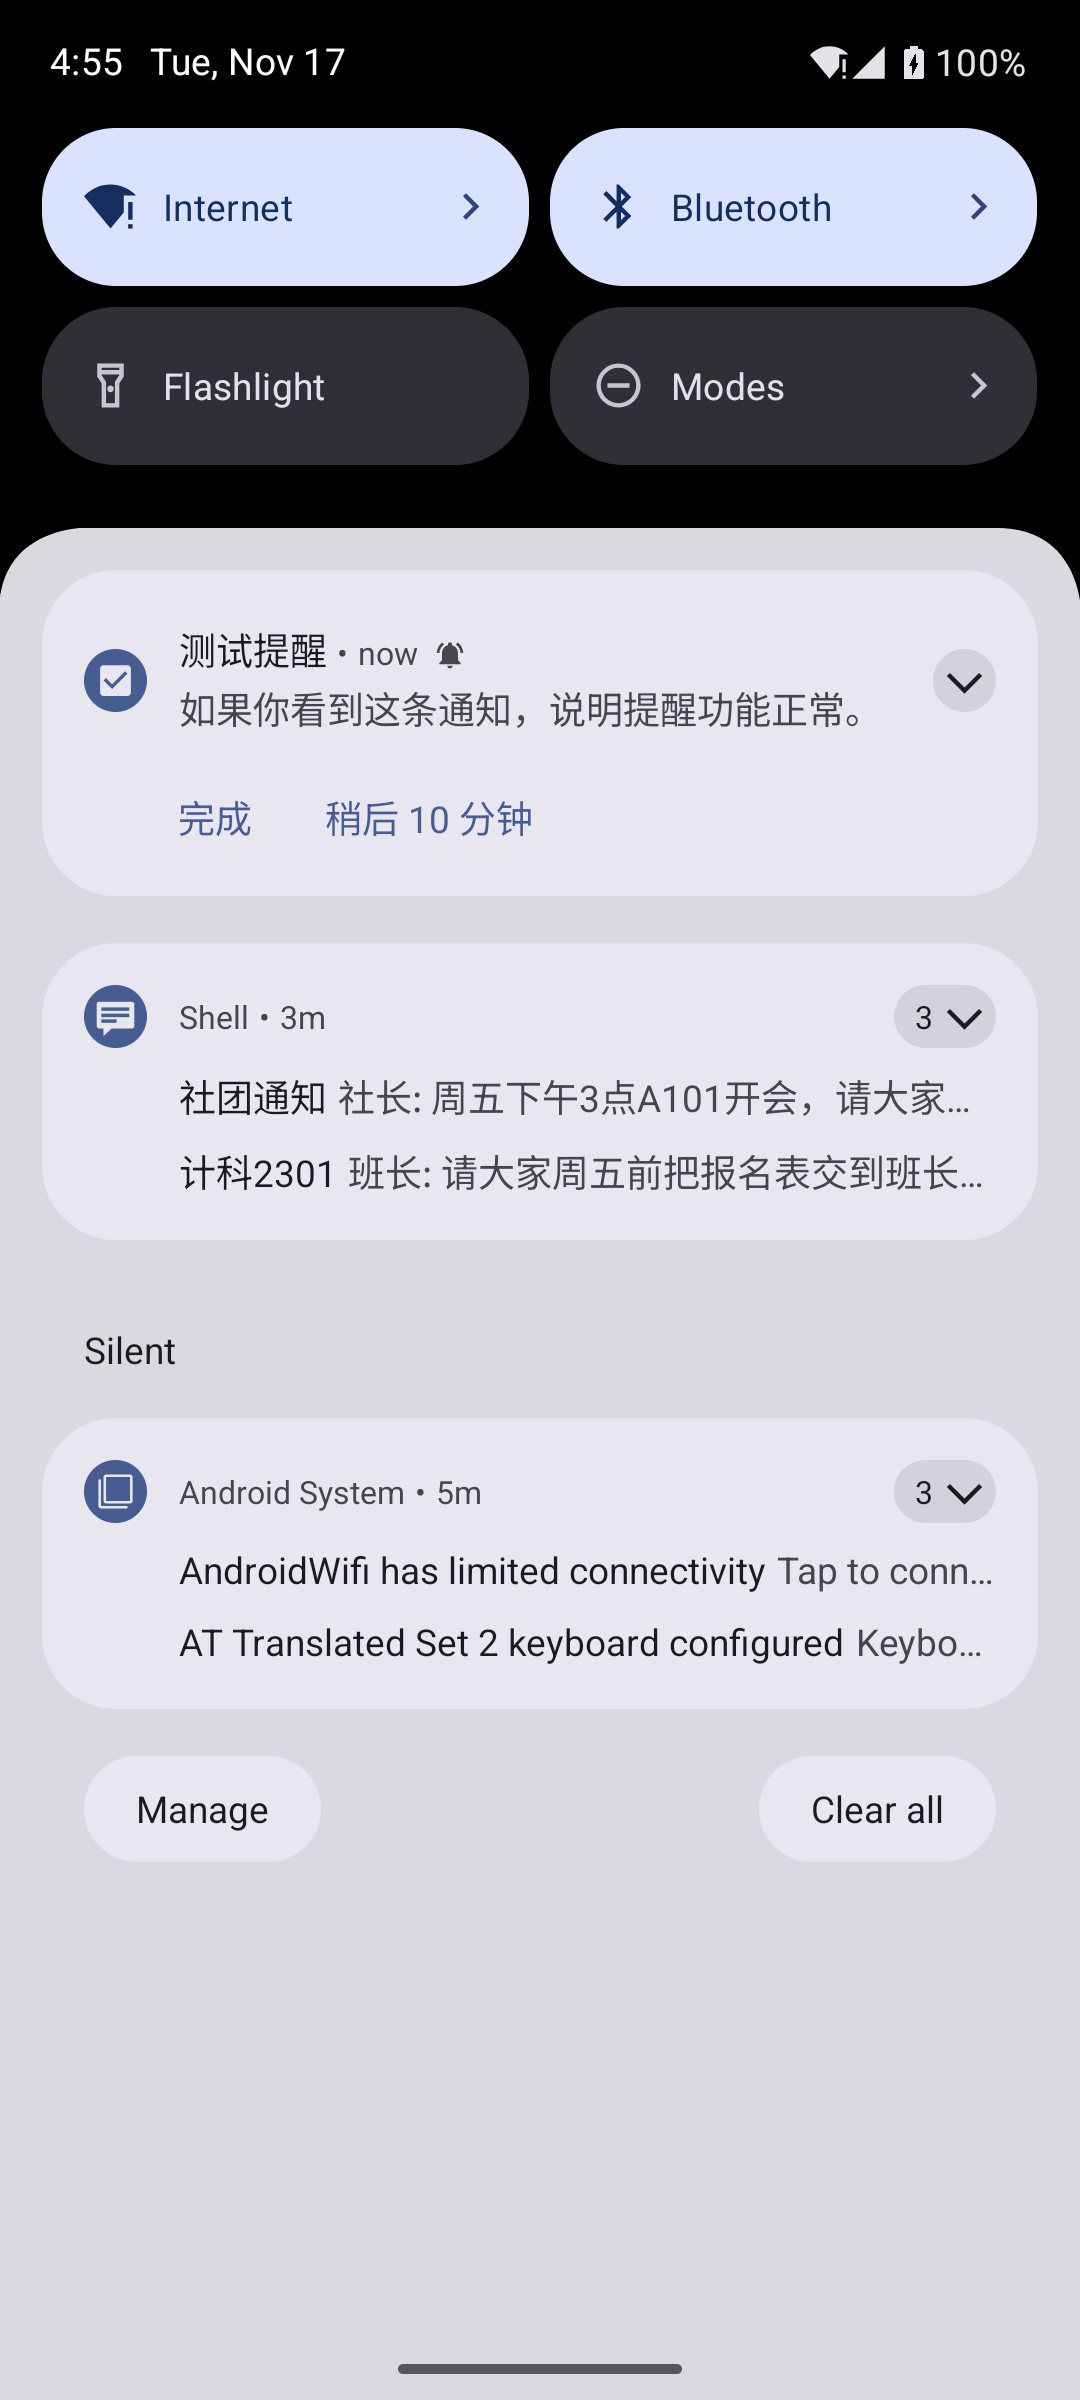 4:55 Tue, Nov 17 100%
Internet
Bluetooth
Flashlight
Modes
测试提醒 • now
如果你看到这条通知，说明提醒功能正常。
完成 稍后 10 分钟
Shell • 3m 3
社团通知 社长: 周五下午3点A101开会，请大家…
计科2301 班长: 请大家周五前把报名表交到班长…
Silent
Android System • 5m 3
AndroidWifi has limited connectivity Tap to conn…
AT Translated Set 2 keyboard configured Keybo…
Manage Clear all